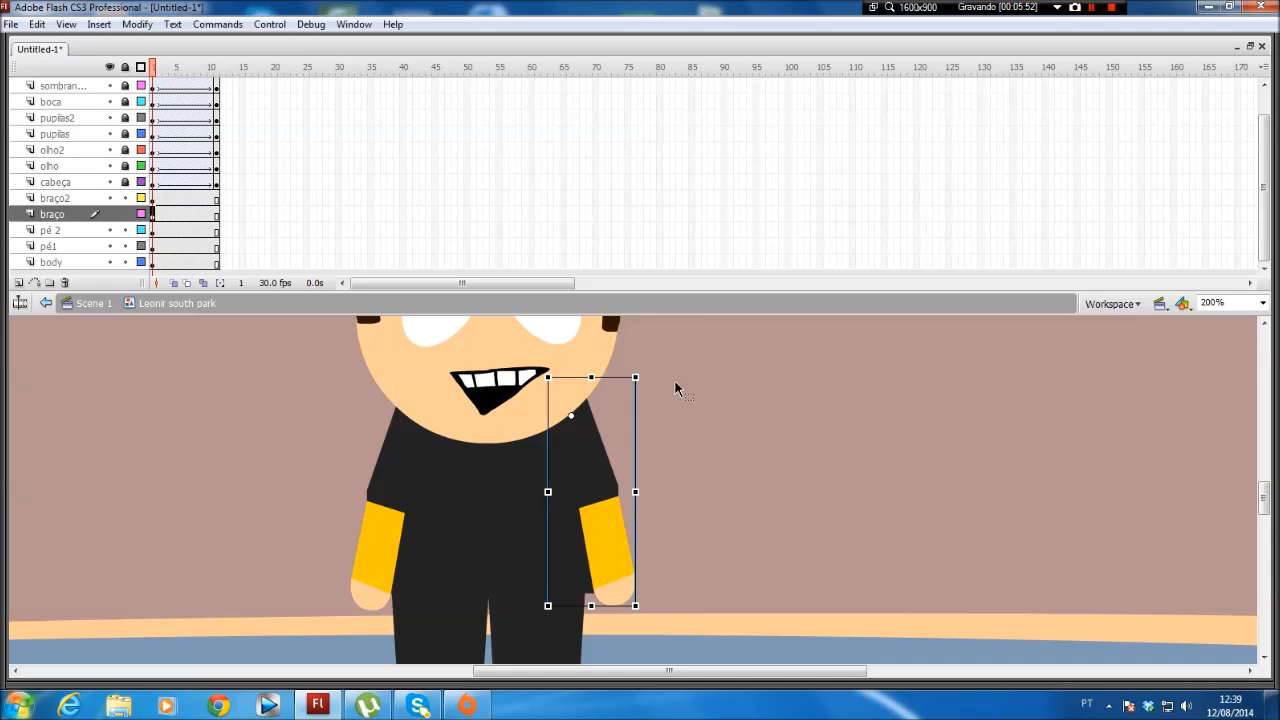 Adobe Flash CS3 Professional - [Untitled-1*]
1600x900 Gravando [00:05:52]
File Edit View Insert Modify Text Commands Control Debug Window Help
Untitled-1*
5 10 15 20 25 30 35 40 45 50 55 60 65 70 75 80 85 90 95 100 105 110 115 120 125 130 135 140 145 150 155 160 165 170
sombran...
boca
pupilas2
pupilas
olho2
olho
cabeça
braço2
braço
pé 2
pé1
body
1 30.0 fps 0.0s
Scene 1 Leonir south park Workspace 200%
Fl PT 12:39
12/08/2014